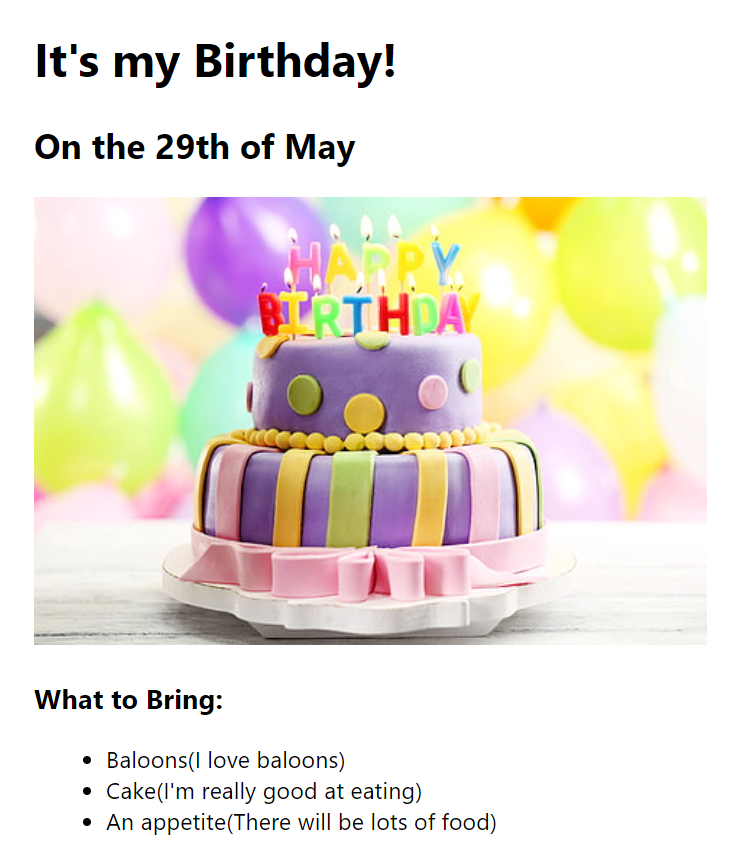 It's my Birthday!
On the 29th of May
HAPPY
BIRTHDAY
What to Bring:
Baloons(I love baloons)
Cake(I'm really good at eating)
An appetite(There will be lots of food)